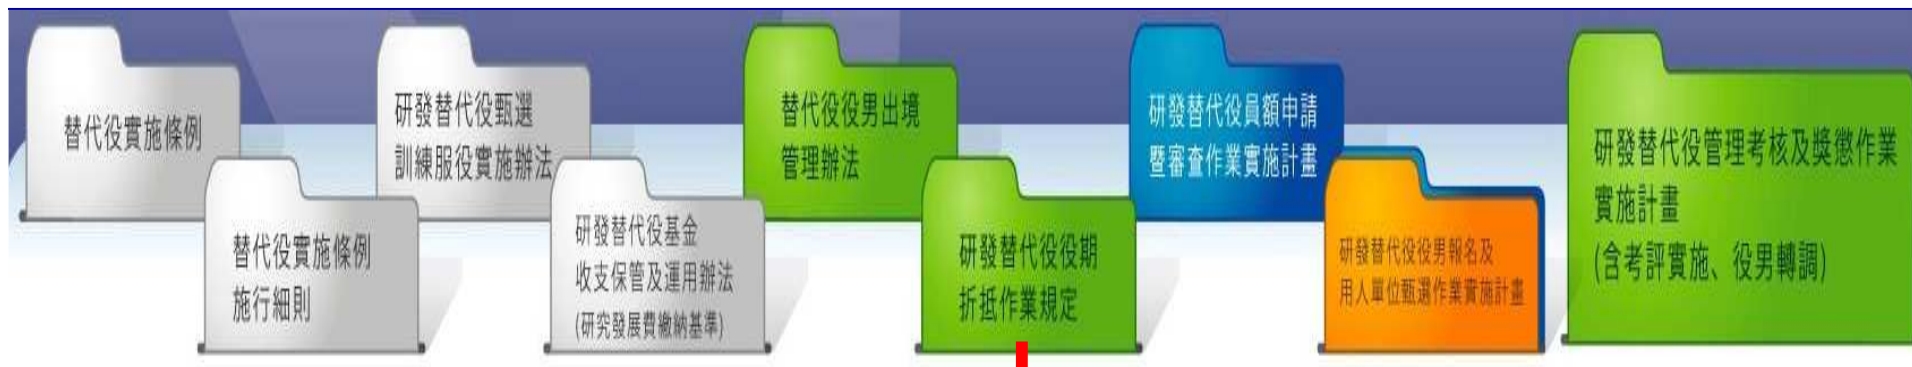 替代役實施條例
替代役實施條例
施行細則
研發替代役甄選
訓練服役實施辦法
研發替代役基金
收支保管及運用辦法
(研究發展費繳納基準)
替代役役男出境
管理辦法
研發替代役役期
折抵作業規定
研發替代役員額申請
暨審查作業實施計畫
研發替代役役男報名及
用人單位甄選作業實施計畫
研發替代役管理考核及獎懲作業
實施計畫
(含考評實施、役男轉調)